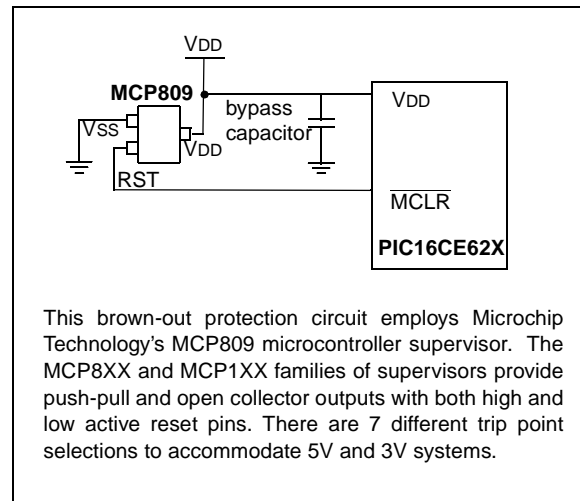 VDD
MCP809
bypass
capacitor
VDD
VSS
VDD
RST
MCLR
PIC16CE62X
This brown-out protection circuit employs Microchip
Technology's MCP809 microcontroller supervisor. The
MCP8XX and MCP1XX families of supervisors provide
push-pull and open collector outputs with both high and
low active reset pins. There are 7 different trip point
selections to accommodate 5V and 3V systems.